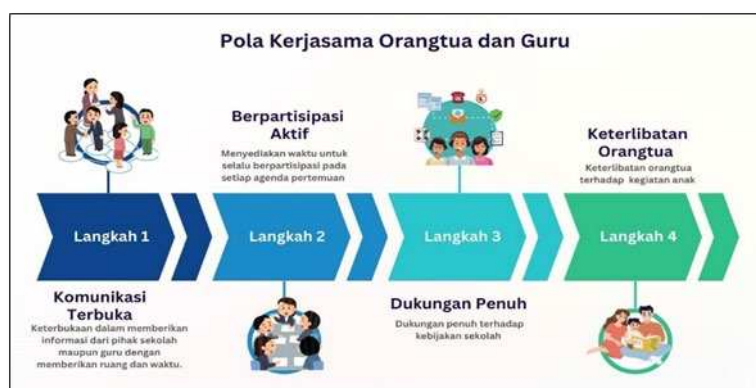 Pola Kerjasama Orangtua dan Guru
Langkah 1
Komunikasi
Terbuka
Keterbukaan dalam memberikan
informasi dari pihak sekolah
maupun guru dengan
memberikan ruang dan waktu.
Berpartisipasi
Aktif
Menyediakan waktu untuk
selalu berpartisipasi pada
setiap agenda pertemuan
Langkah 2
Langkah 3
Dukungan Penuh
Dukungan penuh terhadap
kebijakan sekolah
Keterlibatan
Orangtua
Keterlibatan orangtua
terhadap kegiatan anak
Langkah 4